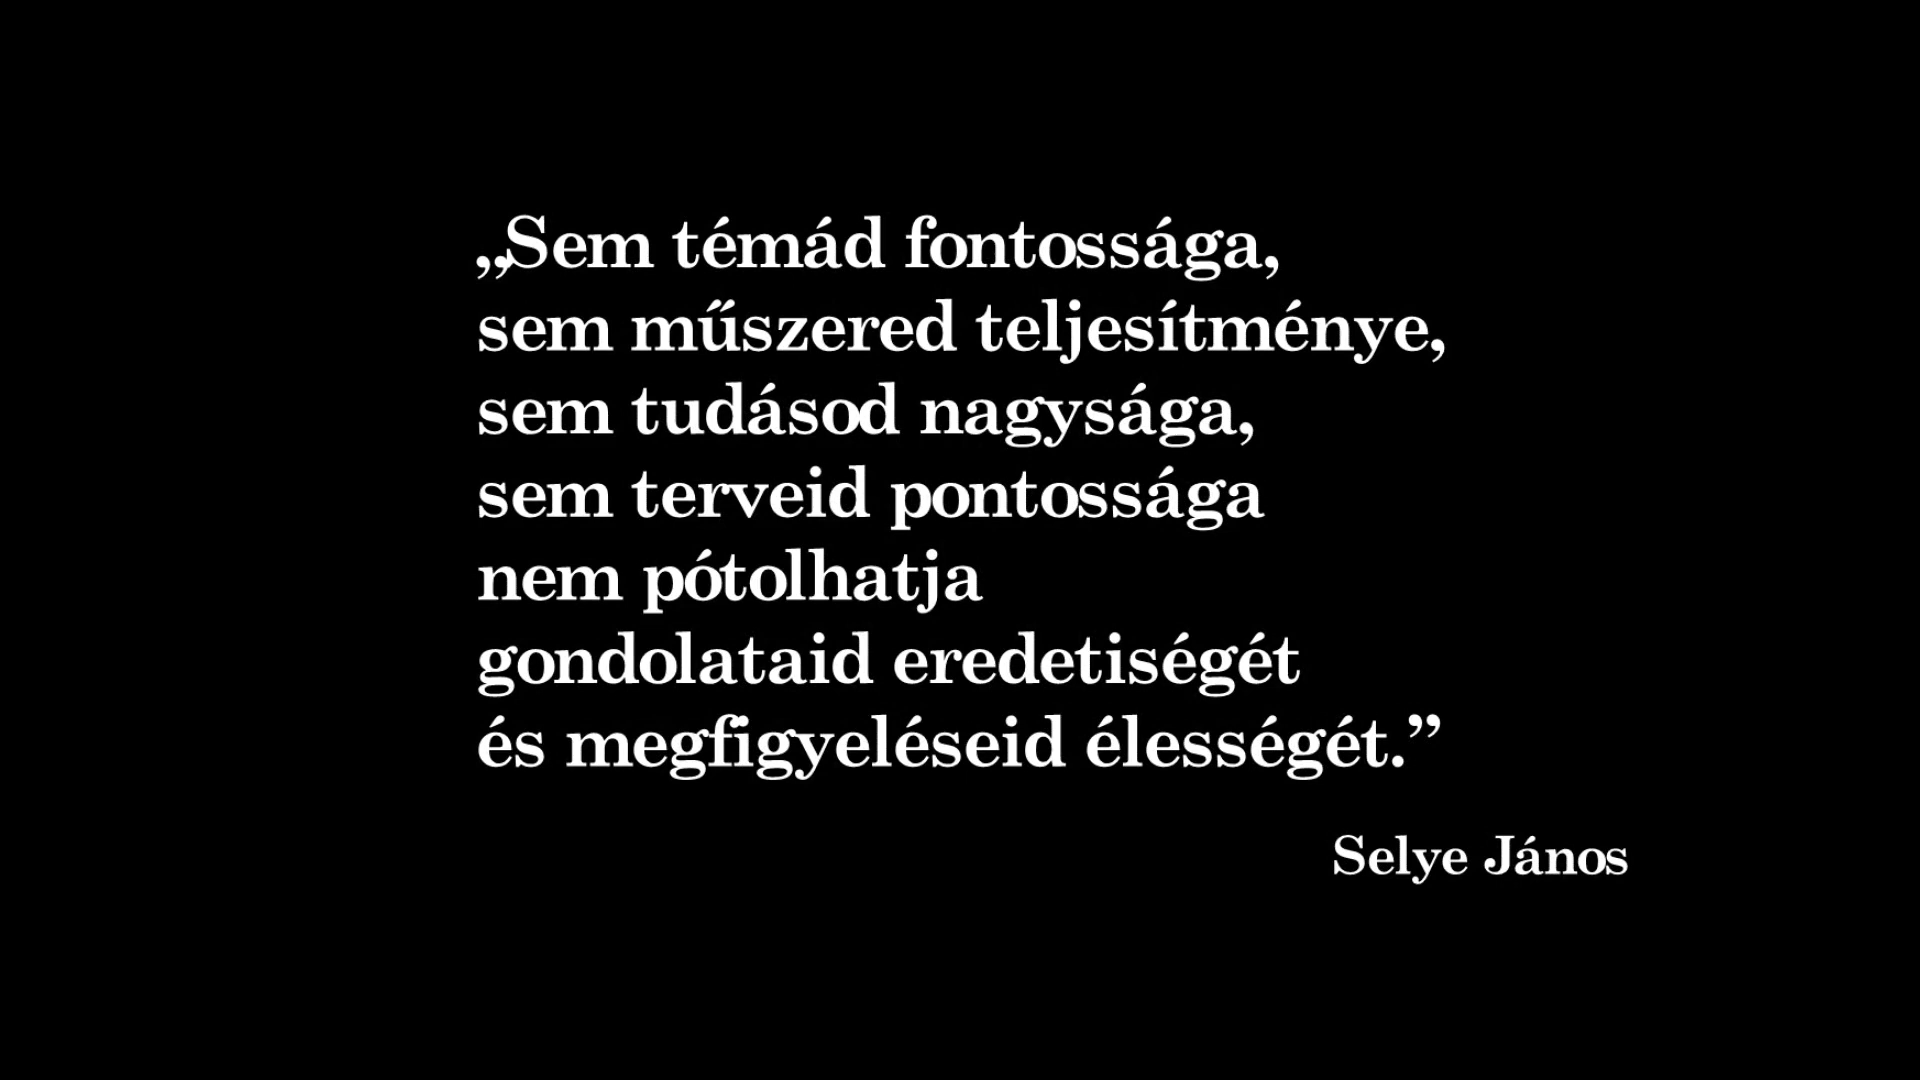 „Sem témád fontossága,
sem műszered teljesítménye,
sem tudásod nagysága,
sem terveid pontossága
nem pótolhatja
gondolataid eredetiségét
és megfigyeléseid élességét.”
Selye János